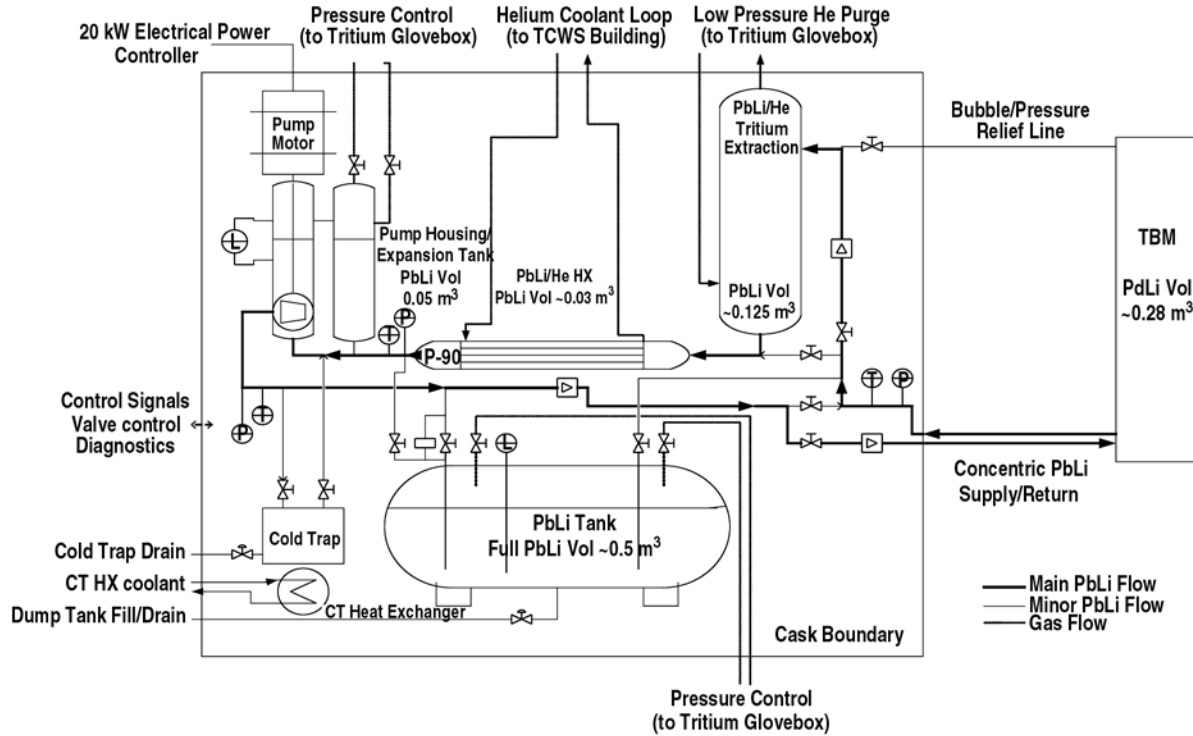 Pressure Control
(to Tritium Glovebox)
Helium Coolant Loop
(to TCWS Building)
Low Pressure He Purge
(to Tritium Glovebox)
20 kW Electrical Power
Controller
Pump
Motor
PbLi/He
Tritium
Extraction
Bubble/Pressure
Relief Line
L
Pump Housing/
Expansion Tank
PbLi Vol
0.05 m³
PbLi/He HX
PbLi Vol ~0.03 m³
PbLi Vol
~0.125 m³
TBM
PdLi Vol
~0.28 m³
P
T
P-90
T
P
Control Signals
Valve control
Diagnostics
T
P
L
Concentric PbLi
Supply/Return
PbLi Tank
Full PbLi Vol ~0.5 m³
Cold Trap
Cold Trap Drain
CT HX coolant
CT Heat Exchanger
Dump Tank Fill/Drain
Cask Boundary
Main PbLi Flow
Minor PbLi Flow
Gas Flow
Pressure Control
(to Tritium Glovebox)